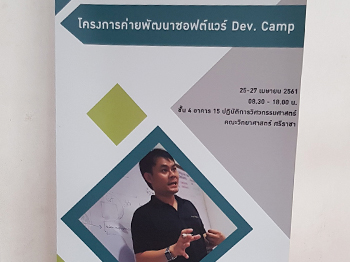 โครงการค่ายพัฒนาซอฟต์แวร์ Dev. Camp
25-27 เมษายน 2561
08.30 - 18.00 น.
ชั้น 4 อาคาร 15 ปฏิบัติการวิศวกรรมศาสตร์
คณะวิทยาศาสตร์ ศรีราชา